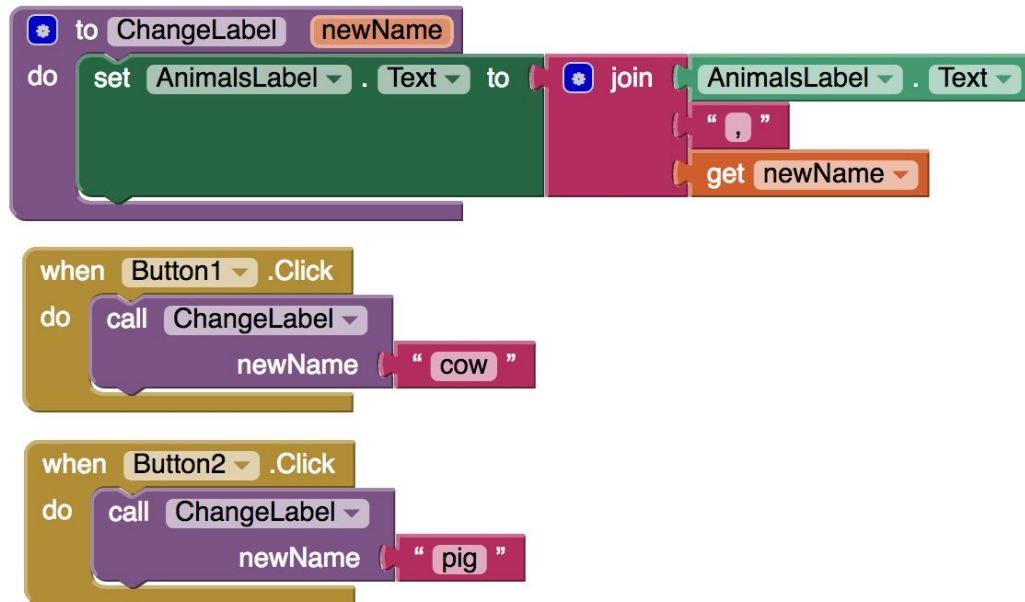 to ChangeLabel newName
do set AnimalsLabel . Text to join AnimalsLabel . Text
“ , ”
get newName
when Button1 .Click
do call ChangeLabel
newName “ cow ”
when Button2 .Click
do call ChangeLabel
newName “ pig ”